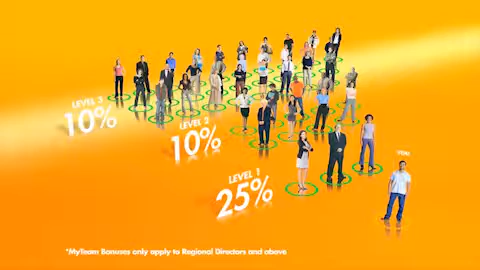 LEVEL 3
10%
LEVEL 2
10%
LEVEL 1
25%
*MyTeam Bonuses only apply to Regional Directors and above